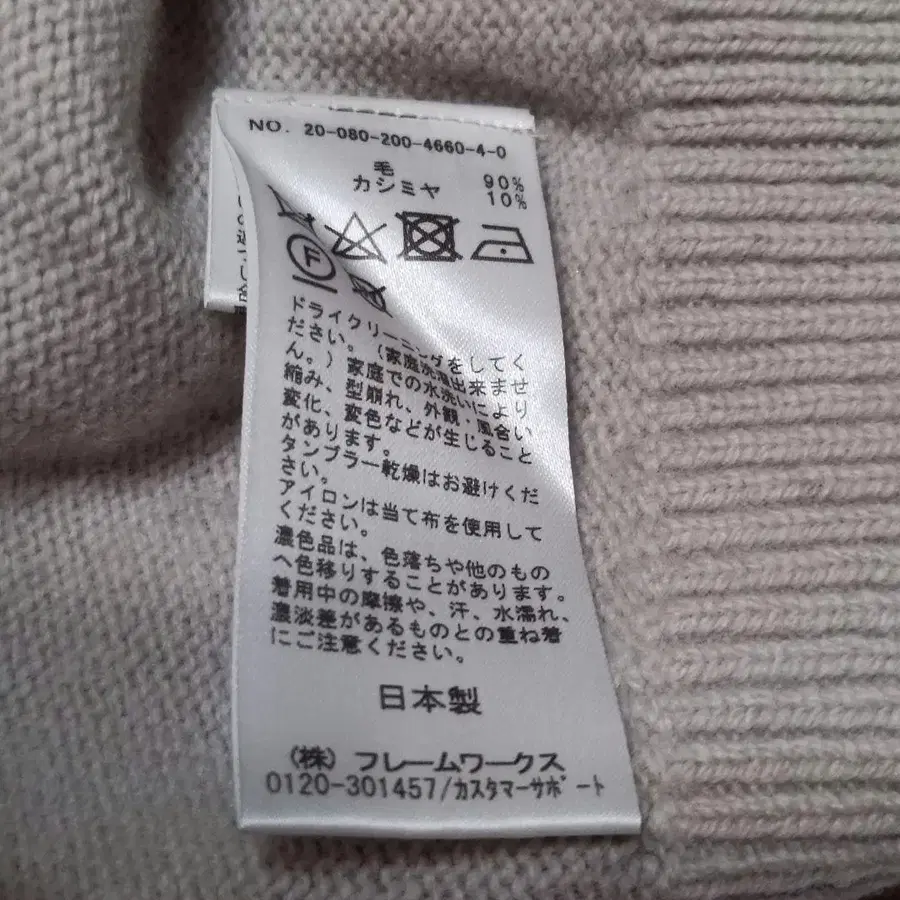 NO. 20-080-200-4660-4-0
毛 90%
カシミヤ 10%
F
ドライクリーニングをしてく
ださい。(家庭洗濯出来ませ
ん。)家庭での水洗いにより
縮み、型崩れ、外観・風合い
変化、変色などが生じること
があります。
タンブラー乾燥はお避けくだ
さい。
アイロンは当て布を使用して
ください。
濃色品は、色落ちや他のもの
へ色移りすることがあります。
着用中の摩擦や、汗、水濡れ、
濃淡差があるものとの重ね着
にご注意ください。
日本製
(株) フレームワークス
0120-301457/カスタマーサポート